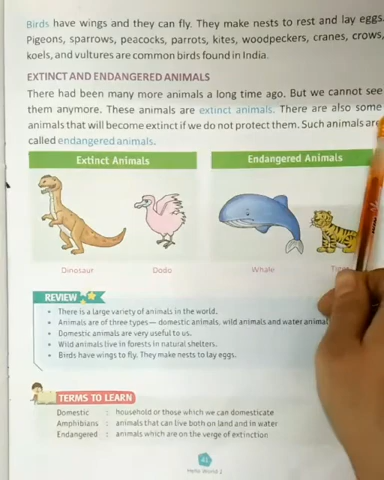 Birds have wings and they can fly. They make nests to rest and lay eggs.
Pigeons, sparrows, peacocks, parrots, kites, woodpeckers, cranes, crows,
koels, and vultures are common birds found in India.
EXTINCT AND ENDANGERED ANIMALS
There had been many more animals a long time ago. But we cannot see
them anymore. These animals are extinct animals. There are also some
animals that will become extinct if we do not protect them. Such animals are
called endangered animals.
Extinct Animals
Endangered Animals
Dinosaur
Dodo
Whale
REVIEW
• There is a large variety of animals in the world.
• Animals are of three types— domestic animals, wild animals and water animal
• Domestic animals are very useful to us.
• Wild animals live in forests in natural shelters.
• Birds have wings to fly. They make nests to lay eggs.
TERMS TO LEARN
Domestic : household or those which we can domesticate
Amphibians : animals that can live both on land and in water
Endangered : animals which are on the verge of extinction